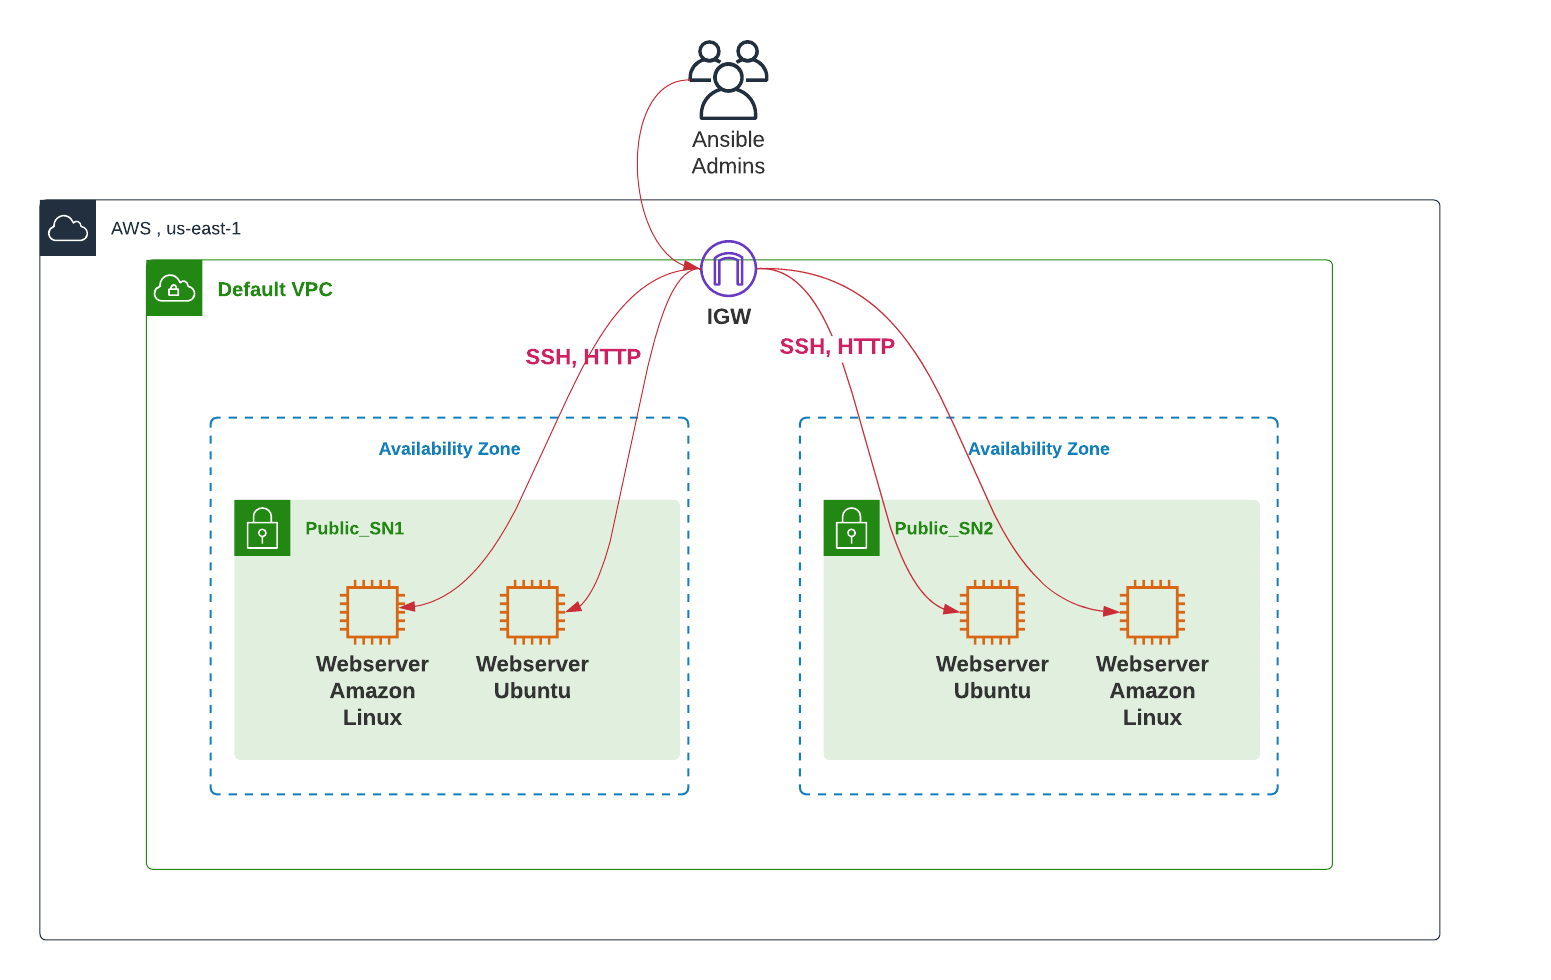 Ansible
Admins
AWS , us-east-1
Default VPC
IGW
SSH, HTTP
SSH, HTTP
Availability Zone
Availability Zone
Public_SN1
Public_SN2
Webserver
Amazon
Linux
Webserver
Ubuntu
Webserver
Ubuntu
Webserver
Amazon
Linux